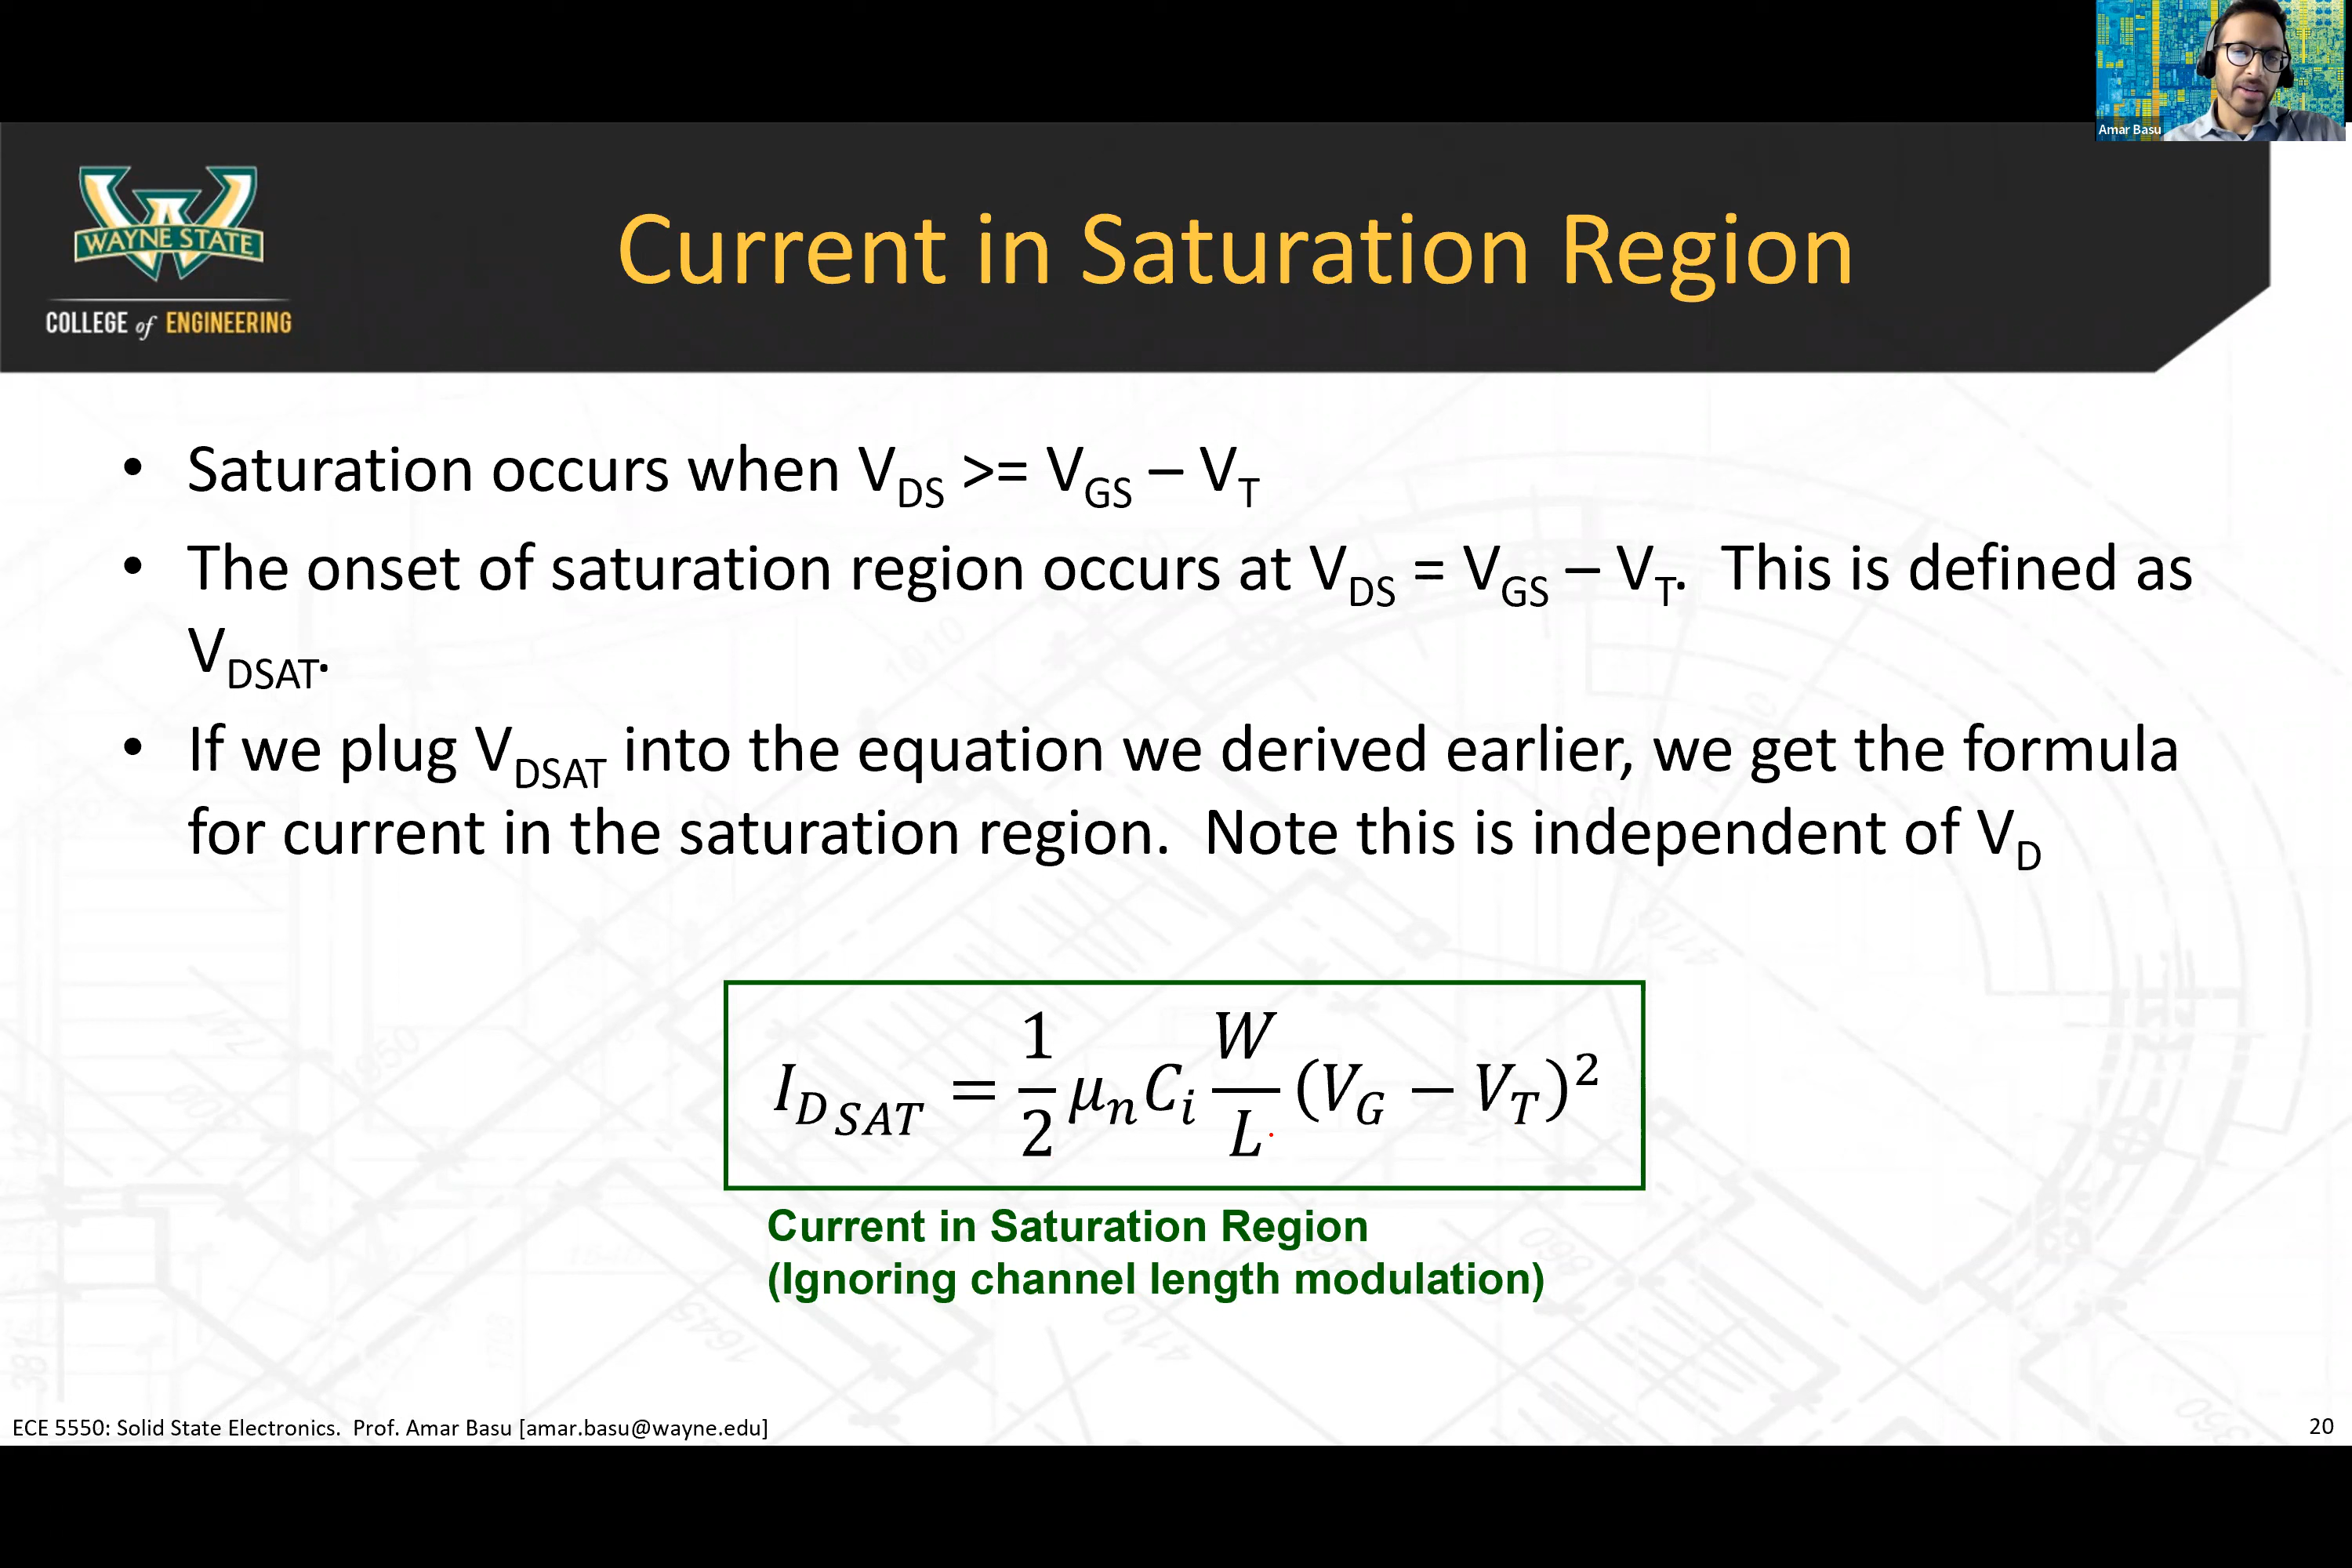 Amar Basu
WAYNE STATE
COLLEGE of ENGINEERING
Current in Saturation Region
• Saturation occurs when V_DS >= V_GS – V_T
• The onset of saturation region occurs at V_DS = V_GS – V_T. This is defined as
V_DSAT.
• If we plug V_DSAT into the equation we derived earlier, we get the formula
for current in the saturation region. Note this is independent of V_D
I_{D_{SAT}} = \frac{1}{2} μ_n C_i \frac{W}{L} (V_G − V_T)^2
Current in Saturation Region
(Ignoring channel length modulation)
ECE 5550: Solid State Electronics. Prof. Amar Basu [amar.basu@wayne.edu]
20